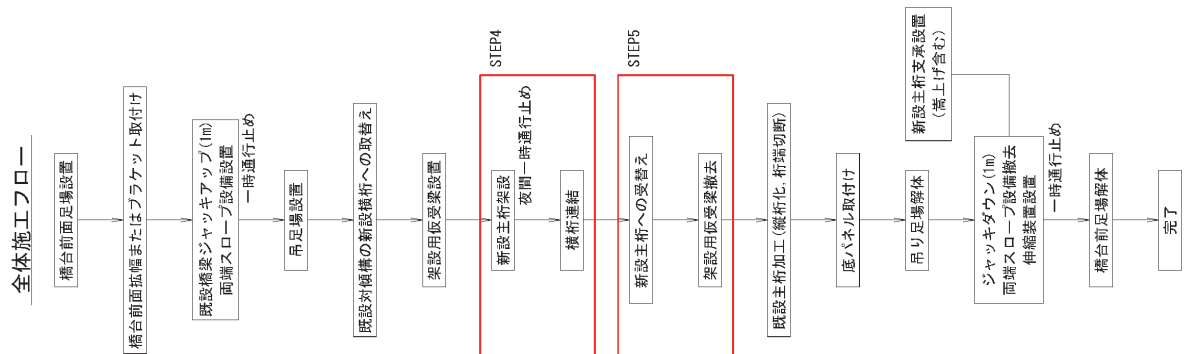 全体施工フロー
橋台前面足場設置
橋台前面拡幅またはブラケット取付け
既設橋梁ジャッキアップ(1m)
両端スロープ設備設置
一時通行止め
吊足場設置
既設対傾構の新設横桁への取替え
架設用仮受梁設置
STEP4
新設主桁架設
夜間一時通行止め
横桁連結
STEP5
新設主桁への受替え
架設用仮受梁撤去
既設主桁加工(縦桁化, 桁端切断)
底パネル取付け
吊り足場解体
新設主桁支承設置
(嵩上げ含む)
ジャッキダウン(1m)
両端スロープ設備撤去
伸縮装置設置
一時通行止め
橋台前足場解体
完了